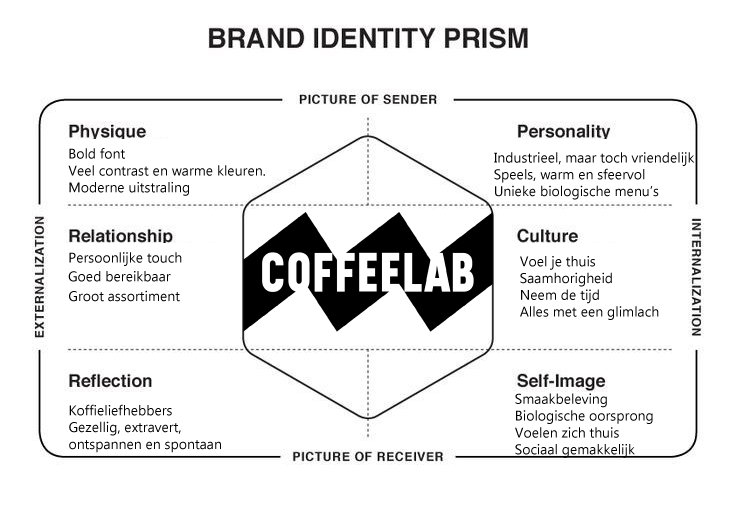 BRAND IDENTITY PRISM
PICTURE OF SENDER
Physique
Bold font
Veel contrast en warme kleuren.
Moderne uitstraling
Personality
Industrieel, maar toch vriendelijk
Speels, warm en sfeervol
Unieke biologische menu's
EXTERNALIZATION
Relationship
Persoonlijke touch
Goed bereikbaar
Groot assortiment
COFFEELAB
Culture
Voel je thuis
Saamhorigheid
Neem de tijd
Alles met een glimlach
INTERNALIZATION
Reflection
Koffieliefhebbers
Gezellig, extravert,
ontspannen en spontaan
Self-Image
Smaakbeleving
Biologische oorsprong
Voelen zich thuis
Sociaal gemakkelijk
PICTURE OF RECEIVER